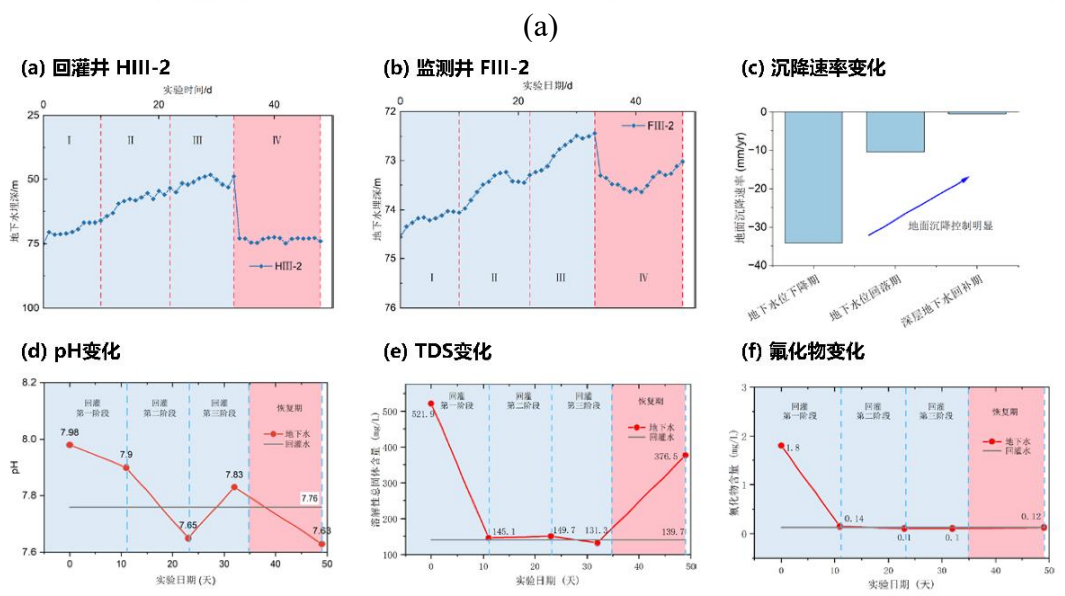 (a)
(a) 回灌井 HIII-2
实验时间/d
0
20
40
25
50
75
100
地下水埋深/m
I
II
III
IV
HIII-2
(b) 监测井 FIII-2
实验日期/d
0
20
40
72
73
74
75
76
地下水埋深/m
FIII-2
I
II
III
IV
(c) 沉降速率变化
0
−10
−20
−30
−40
地面沉降速率 (mm/yr)
地面沉降控制明显
地下水位下降期
地下水位回落期
深层地下水回补期
(d) pH变化
8.2
8.0
7.8
7.6
pH
回灌
第一阶段
回灌
第二阶段
回灌
第三阶段
恢复期
地下水
回灌水
7.98
7.9
7.65
7.83
7.76
7.63
0
10
20
30
40
50
实验日期 (天)
(e) TDS变化
500
400
300
200
100
溶解性总固体含量 (mg/L)
回灌
第一阶段
回灌
第二阶段
回灌
第三阶段
恢复期
地下水
回灌水
521.9
145.1
149.7
131.3
376.5
139.7
0
10
20
30
40
50
实验日期 (天)
(f) 氟化物变化
3
2
1
0
氟化物含量 (mg/L)
回灌
第一阶段
回灌
第二阶段
回灌
第三阶段
恢复期
地下水
回灌水
1.8
0.14
0.1
0.1
0.12
0
10
20
30
40
50
实验日期 (天)